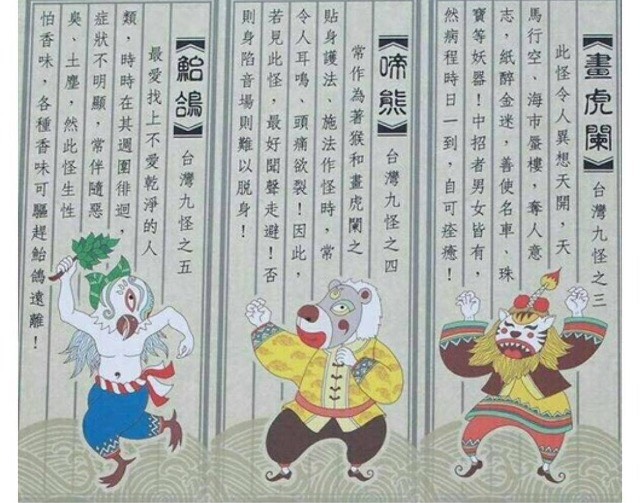 【畫虎闌】台灣九怪之三
此怪令人異想天開,天
馬行空、海市蜃樓,奪人意
志,紙醉金迷,善使名車、珠
寶等妖器!中招者男女皆有,
然病程時日一到,自可痊癒!
【啼熊】台灣九怪之四
常作為著猴和畫虎闌之
貼身護法、施法作怪時,常
令人耳鳴、頭痛欲裂!因此,
若見此怪,最好聞聲走避!否
則身陷音場則難以脫身!
【鮐鴿】台灣九怪之五
最愛找上不愛乾淨的人
類,時時在其週圍徘徊,
症狀不明顯,常伴隨惡
臭、土塵,然此怪生性
怕香味,各種香味可驅趕鮐鴿遠離!